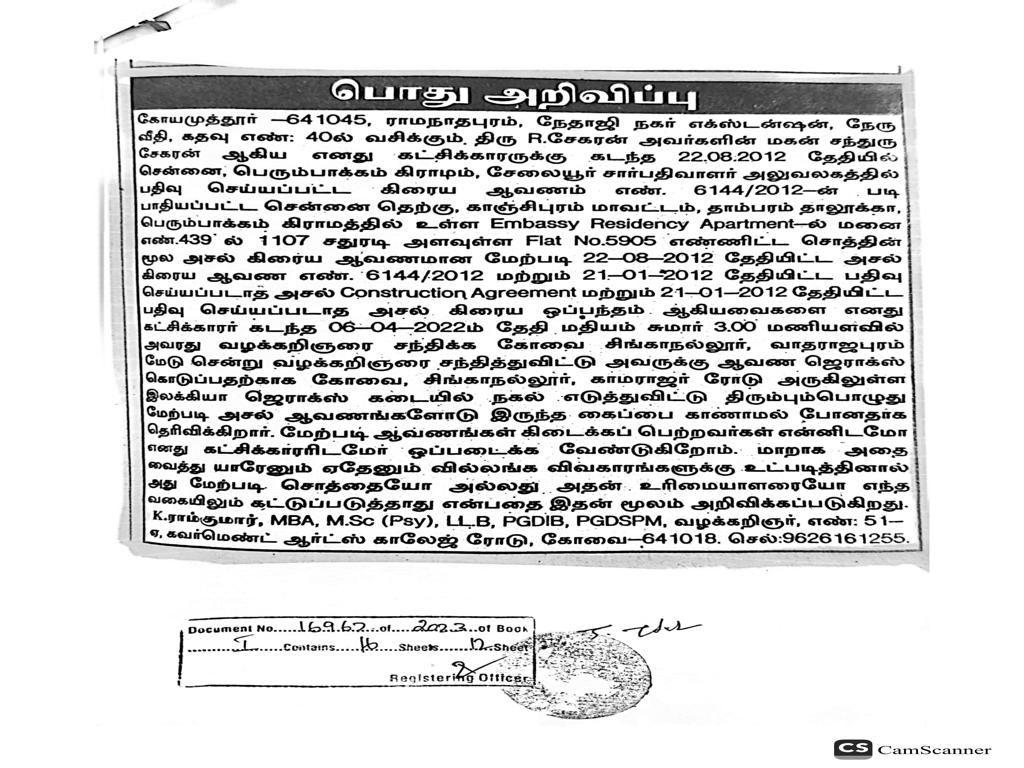 பொது அறிவிப்பு
கோயமுத்தூர் –641045, ராமநாதபுரம், நேதாஜி நகர் எக்ஸ்டன்ஷன், நேரு
வீதி, கதவு எண்: 40ல் வசிக்கும் திரு R.சேகரன் அவர்களின் மகன் சந்துரு
சேகரன் ஆகிய எனது கட்சிக்காரருக்கு கடந்த 22.08.2012 தேதியில்
சென்னை, பெரும்பாக்கம் கிராமம், சேலையூர் சார்பதிவாளர் அலுவலகத்தில்
பதிவு செய்யப்பட்ட கிரைய ஆவணம் எண். 6144/2012–ன் படி
பாதியப்பட்ட சென்னை தெற்கு, காஞ்சிபுரம் மாவட்டம், தாம்பரம் தாலூக்கா,
பெரும்பாக்கம் கிராமத்தில் உள்ள Embassy Residency Apartment–ல் மனை
எண்.439 ல் 1107 சதுரடி அளவுள்ள Flat No.5905 எண்ணிட்ட சொத்தின்
மூல அசல் கிரைய ஆவணமான மேற்படி 22–08–2012 தேதியிட்ட அசல்
கிரைய ஆவண எண். 6144/2012 மற்றும் 21–01–2012 தேதியிட்ட பதிவு
செய்யப்படாத அசல் Construction Agreement மற்றும் 21–01–2012 தேதியிட்ட
பதிவு செய்யப்படாத அசல் கிரைய ஒப்பந்தம் ஆகியவைகளை எனது
கட்சிக்காரர் கடந்த 06–04–2022ம் தேதி மதியம் சுமார் 3.00 மணியளவில்
அவரது வழக்கறிஞரை சந்திக்க கோவை சிங்காநல்லூர், வாதராஜபுரம்
மேடு சென்று வழக்கறிஞரை சந்தித்துவிட்டு அவருக்கு ஆவண ஜெராக்ஸ்
கொடுப்பதற்காக கோவை, சிங்காநல்லூர், காமராஜர் ரோடு அருகிலுள்ள
இலக்கியா ஜெராக்ஸ் கடையில் நகல் எடுத்துவிட்டு திரும்பும்பொழுது
மேற்படி அசல் ஆவணங்களோடு இருந்த கைப்பை காணாமல் போனதாக
தெரிவிக்கிறார். மேற்படி ஆவணங்கள் கிடைக்கப் பெற்றவர்கள் என்னிடமோ
எனது கட்சிக்காரரிடமோ ஒப்படைக்க வேண்டுகிறோம். மாறாக அதை
வைத்து யாரேனும் ஏதேனும் வில்லங்க விவகாரங்களுக்கு உட்படுத்தினால்
அது மேற்படி சொத்தையோ அல்லது அதன் உரிமையாளரையோ எந்த
வகையிலும் கட்டுப்படுத்தாது என்பதை இதன் மூலம் அறிவிக்கப்படுகிறது.
K.ராம்குமார், MBA, M.Sc (Psy), LL.B, PGDIB, PGDSPM, வழக்கறிஞர், எண்: 51–
ஏ, கவர்மெண்ட் ஆர்ட்ஸ் காலேஜ் ரோடு, கோவை–641018. செல்:9626161255.
Document No.....16967...of....2023..of Book
......I.....Contains....16....Sheets....12..Sheet
Registering Officer
CS CamScanner